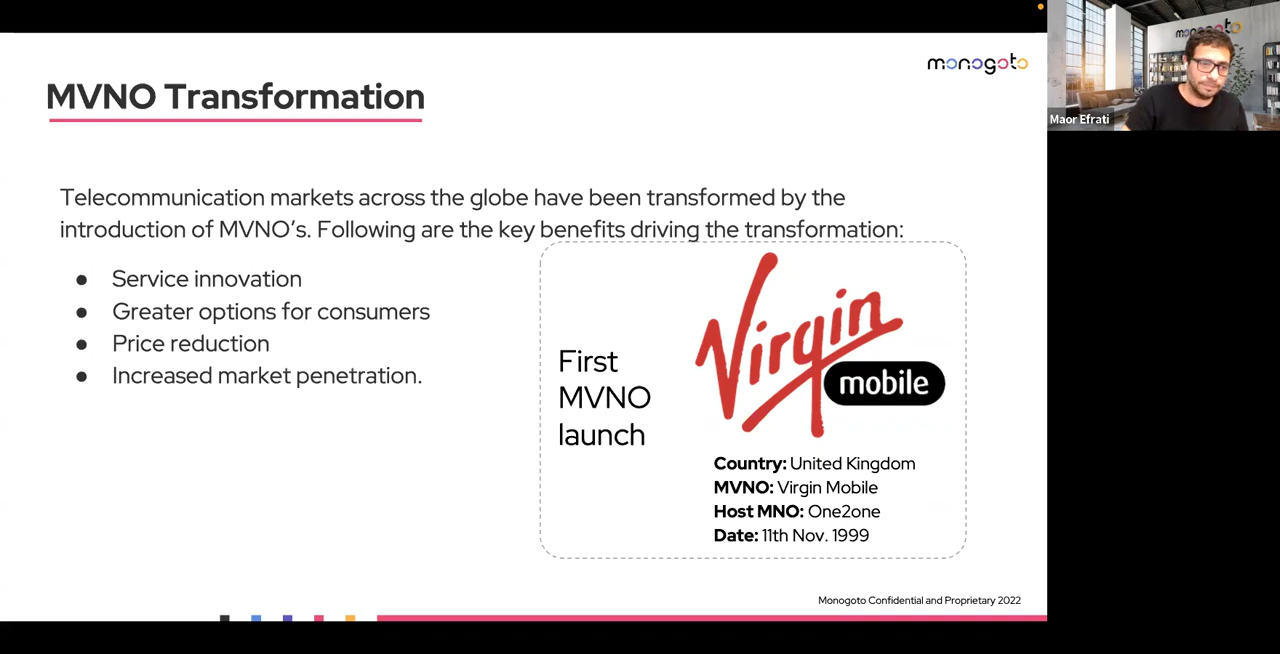 monogoto
MVNO Transformation
Telecommunication markets across the globe have been transformed by the
introduction of MVNO’s. Following are the key benefits driving the transformation:
● Service innovation
● Greater options for consumers
● Price reduction
● Increased market penetration.
First
MVNO
launch
Virgin
mobile
Country: United Kingdom
MVNO: Virgin Mobile
Host MNO: One2one
Date: 11th Nov. 1999
Monogoto Confidential and Proprietary 2022
monogoto
Maor Efrati